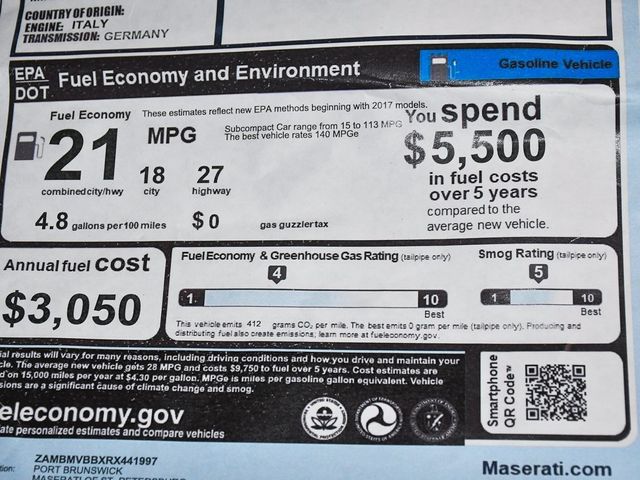 COUNTRY OF ORIGIN:
ENGINE: ITALY
TRANSMISSION: GERMANY
EPA
DOT
Fuel Economy and Environment
Gasoline Vehicle
Fuel Economy
These estimates reflect new EPA methods beginning with 2017 models.
21
MPG
Subcompact Car range from 15 to 113 MPG
The best vehicle rates 140 MPGe
18
27
combined city/hwy
city
highway
4.8 gallons per 100 miles
$0
gas guzzler tax
You spend
$5,500
in fuel costs
over 5 years
compared to the
average new vehicle.
Annual fuel cost
$3,050
Fuel Economy & Greenhouse Gas Rating (tailpipe only)
4
1
10
Best
Smog Rating (tailpipe only)
5
1
10
Best
This vehicle emits 412 grams CO₂ per mile. The best emits 0 gram per mile (tailpipe only). Producing and
distributing fuel also create emissions; learn more at fueleconomy.gov.
al results will vary for many reasons, including driving conditions and how you drive and maintain your
cle. The average new vehicle gets 28 MPG and costs $9,750 to fuel over 5 years. Cost estimates are
d on 15,000 miles per year at $4.30 per gallon. MPGe is miles per gasoline gallon equivalent. Vehicle
sions are a significant cause of climate change and smog.
eleconomy.gov
ate personalized estimates and compare vehicles
Smartphone
QR Code™
ZAMBMVBBXRX441997
tion: PORT BRUNSWICK
MASERATI OF ST. PETERSBURG
Maserati.com